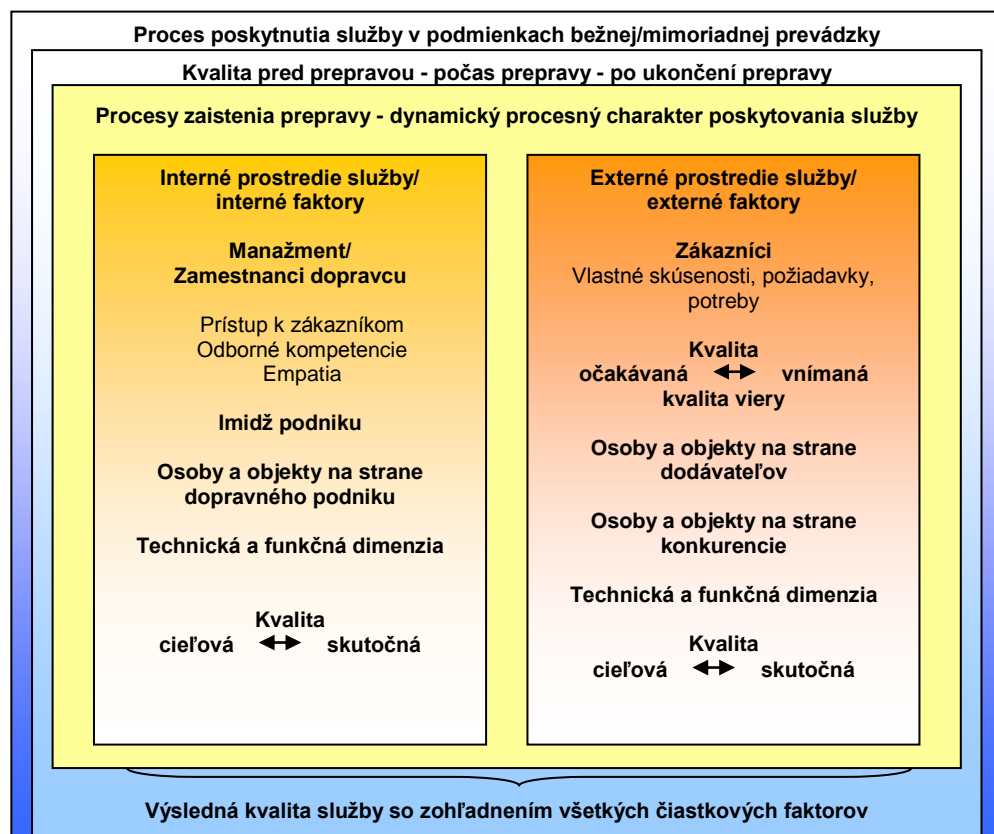 Proces poskytnutia služby v podmienkach bežnej/mimoriadnej prevádzky
Kvalita pred prepravou - počas prepravy - po ukončení prepravy
Procesy zaistenia prepravy - dynamický procesný charakter poskytovania služby
Interné prostredie služby/
interné faktory
Manažment/
Zamestnanci dopravcu
Prístup k zákazníkom
Odborné kompetencie
Empatia
Imidž podniku
Osoby a objekty na strane
dopravného podniku
Technická a funkčná dimenzia
Kvalita
cieľová skutočná
Externé prostredie služby/
externé faktory
Zákazníci
Vlastné skúsenosti, požiadavky,
potreby
Kvalita
očakávaná vnímaná
kvalita viery
Osoby a objekty na strane
dodávateľov
Osoby a objekty na strane
konkurencie
Technická a funkčná dimenzia
Kvalita
cieľová skutočná
Výsledná kvalita služby so zohľadnením všetkých čiastkových faktorov